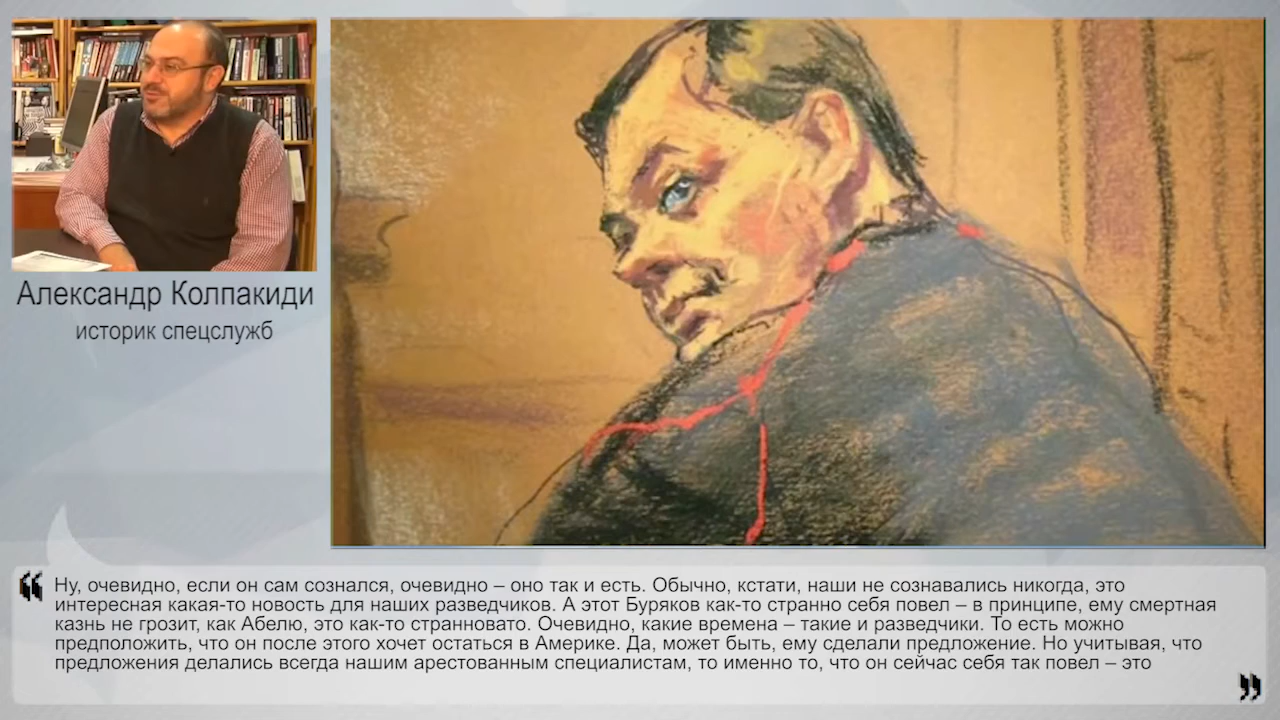 Александр Колпакиди
историк спецслужб
“ Ну, очевидно, если он сам сознался, очевидно – оно так и есть. Обычно, кстати, наши не сознавались никогда, это
интересная какая-то новость для наших разведчиков. А этот Буряков как-то странно себя повел – в принципе, ему смертная
казнь не грозит, как Абелю, это как-то странновато. Очевидно, какие времена – такие и разведчики. То есть можно
предположить, что он после этого хочет остаться в Америке. Да, может быть, ему сделали предложение. Но учитывая, что
предложения делались всегда нашим арестованным специалистам, то именно то, что он сейчас себя так повел – это
”